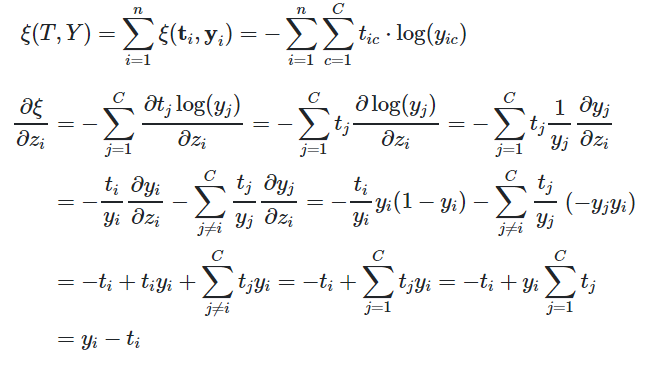 ξ(T, Y) = ∑_{i=1}^{n} ξ(𝐭_i, 𝐲_i) = − ∑_{i=1}^{n} ∑_{c=1}^{C} t_{ic} · log(y_{ic})
∂ξ/∂z_i = − ∑_{j=1}^{C} ∂t_j log(y_j)/∂z_i = − ∑_{j=1}^{C} t_j ∂log(y_j)/∂z_i = − ∑_{j=1}^{C} t_j (1/y_j) ∂y_j/∂z_i
= − (t_i/y_i) ∂y_i/∂z_i − ∑_{j≠i}^{C} (t_j/y_j) ∂y_j/∂z_i = − (t_i/y_i) y_i(1 − y_i) − ∑_{j≠i}^{C} (t_j/y_j) (−y_j y_i)
= −t_i + t_i y_i + ∑_{j≠i}^{C} t_j y_i = −t_i + ∑_{j=1}^{C} t_j y_i = −t_i + y_i ∑_{j=1}^{C} t_j
= y_i − t_i